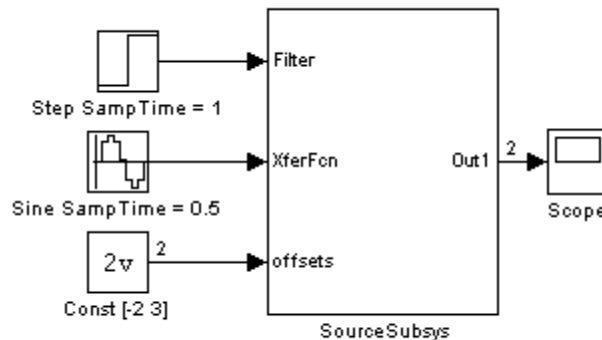 Filter
Step SampTime = 1
XferFcn
Out1
2
Sine SampTime = 0.5
Scope
2v
2
offsets
Const [-2 3]
SourceSubsys